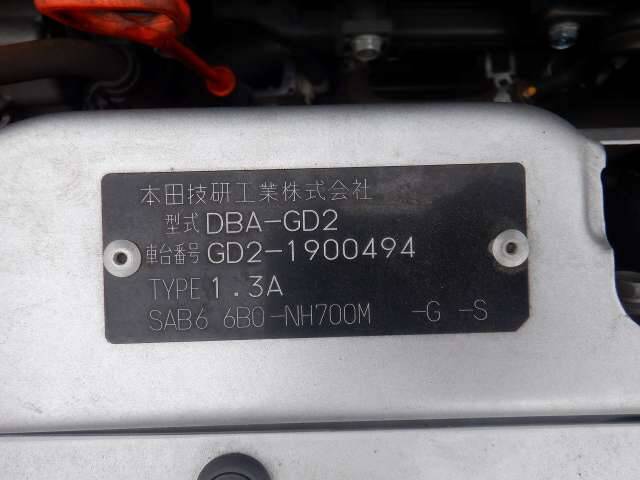 本田技研工業株式会社
型式 DBA-GD2
車台番号 GD2-1900494
TYPE 1.3A
SAB6 6B0-NH700M -G -S